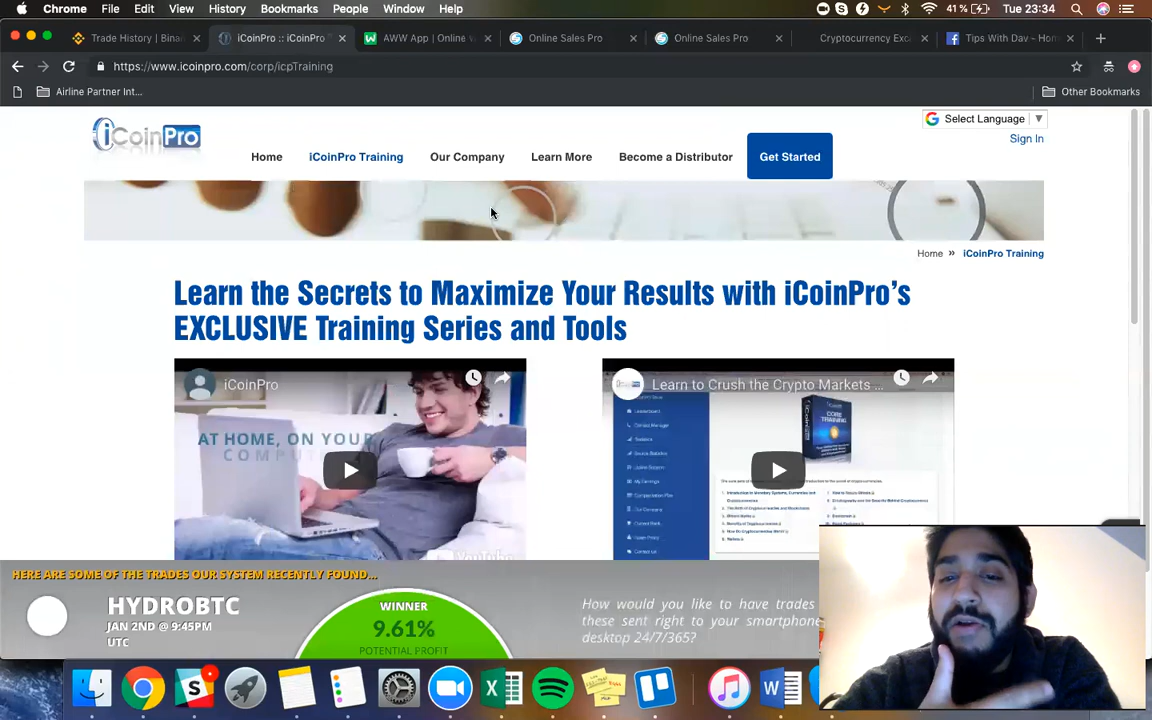 Chrome File Edit View History Bookmarks People Window Help 41% Tue 23:34
Trade History | Binan
iCoinPro :: iCoinPro T
AWW App | Online w
Online Sales Pro
Online Sales Pro
Cryptocurrency Exc
Tips With Dav - Hom
https://www.icoinpro.com/corp/icpTraining
Airline Partner Int...
Other Bookmarks
iCoinPro
Select Language
Sign In
Home
iCoinPro Training
Our Company
Learn More
Become a Distributor
Get Started
Home » iCoinPro Training
Learn the Secrets to Maximize Your Results with iCoinPro's
EXCLUSIVE Training Series and Tools
iCoinPro
AT HOME, ON YOUR
COMPUTER
YouTube
Learn to Crush the Crypto Markets ...
HERE ARE SOME OF THE TRADES OUR SYSTEM RECENTLY FOUND...
HYDROBTC
JAN 2ND @ 9:45PM
UTC
WINNER
9.61%
POTENTIAL PROFIT
How would you like to have trades
these sent right to your smartphone
desktop 24/7/365?